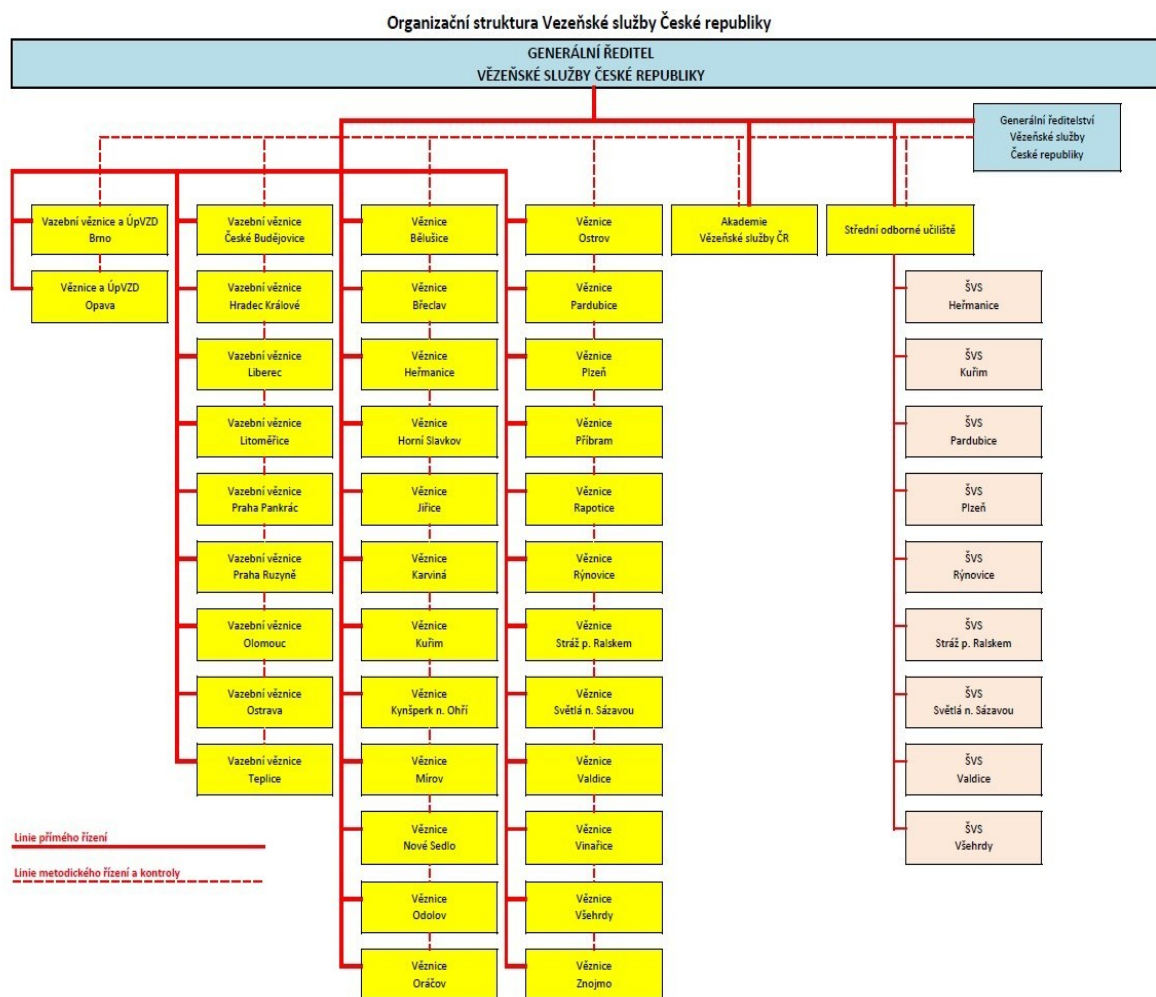 Organizační struktura Vezeňské služby České republiky
GENERÁLNÍ ŘEDITEL
VĚZEŇSKÉ SLUŽBY ČESKÉ REPUBLIKY
Generální ředitelství
Vězeňské služby
České republiky
Vazební věznice a ÚpVZD
Brno
Věznice a ÚpVZD
Opava
Vazební věznice
České Budějovice
Vazební věznice
Hradec Králové
Vazební věznice
Liberec
Vazební věznice
Litoměřice
Vazební věznice
Praha Pankrác
Vazební věznice
Praha Ruzyně
Vazební věznice
Olomouc
Vazební věznice
Ostrava
Vazební věznice
Teplice
Věznice
Bělušice
Věznice
Břeclav
Věznice
Heřmanice
Věznice
Horní Slavkov
Věznice
Jiřice
Věznice
Karviná
Věznice
Kuřim
Věznice
Kynšperk n. Ohří
Věznice
Mírov
Věznice
Nové Sedlo
Věznice
Odolov
Věznice
Oráčov
Věznice
Ostrov
Věznice
Pardubice
Věznice
Plzeň
Věznice
Příbram
Věznice
Rapotice
Věznice
Rýnovice
Věznice
Stráž p. Ralskem
Věznice
Světlá n. Sázavou
Věznice
Valdice
Věznice
Vinařice
Věznice
Všehrdy
Věznice
Znojmo
Akademie
Vězeňské služby ČR
Střední odborné učiliště
ŠVS
Heřmanice
ŠVS
Kuřim
ŠVS
Pardubice
ŠVS
Plzeň
ŠVS
Rýnovice
ŠVS
Stráž p. Ralskem
ŠVS
Světlá n. Sázavou
ŠVS
Valdice
ŠVS
Všehrdy
Linie přímého řízení
Linie metodického řízení a kontroly